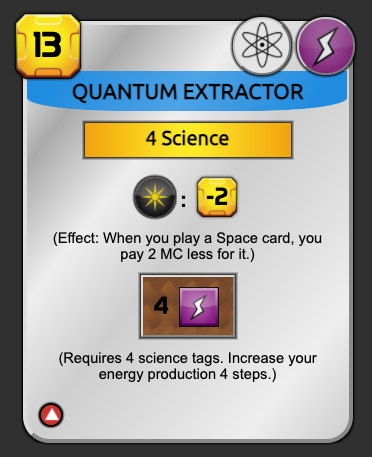 13
QUANTUM EXTRACTOR
4 Science
: -2
(Effect: When you play a Space card, you
pay 2 MC less for it.)
4
(Requires 4 science tags. Increase your
energy production 4 steps.)